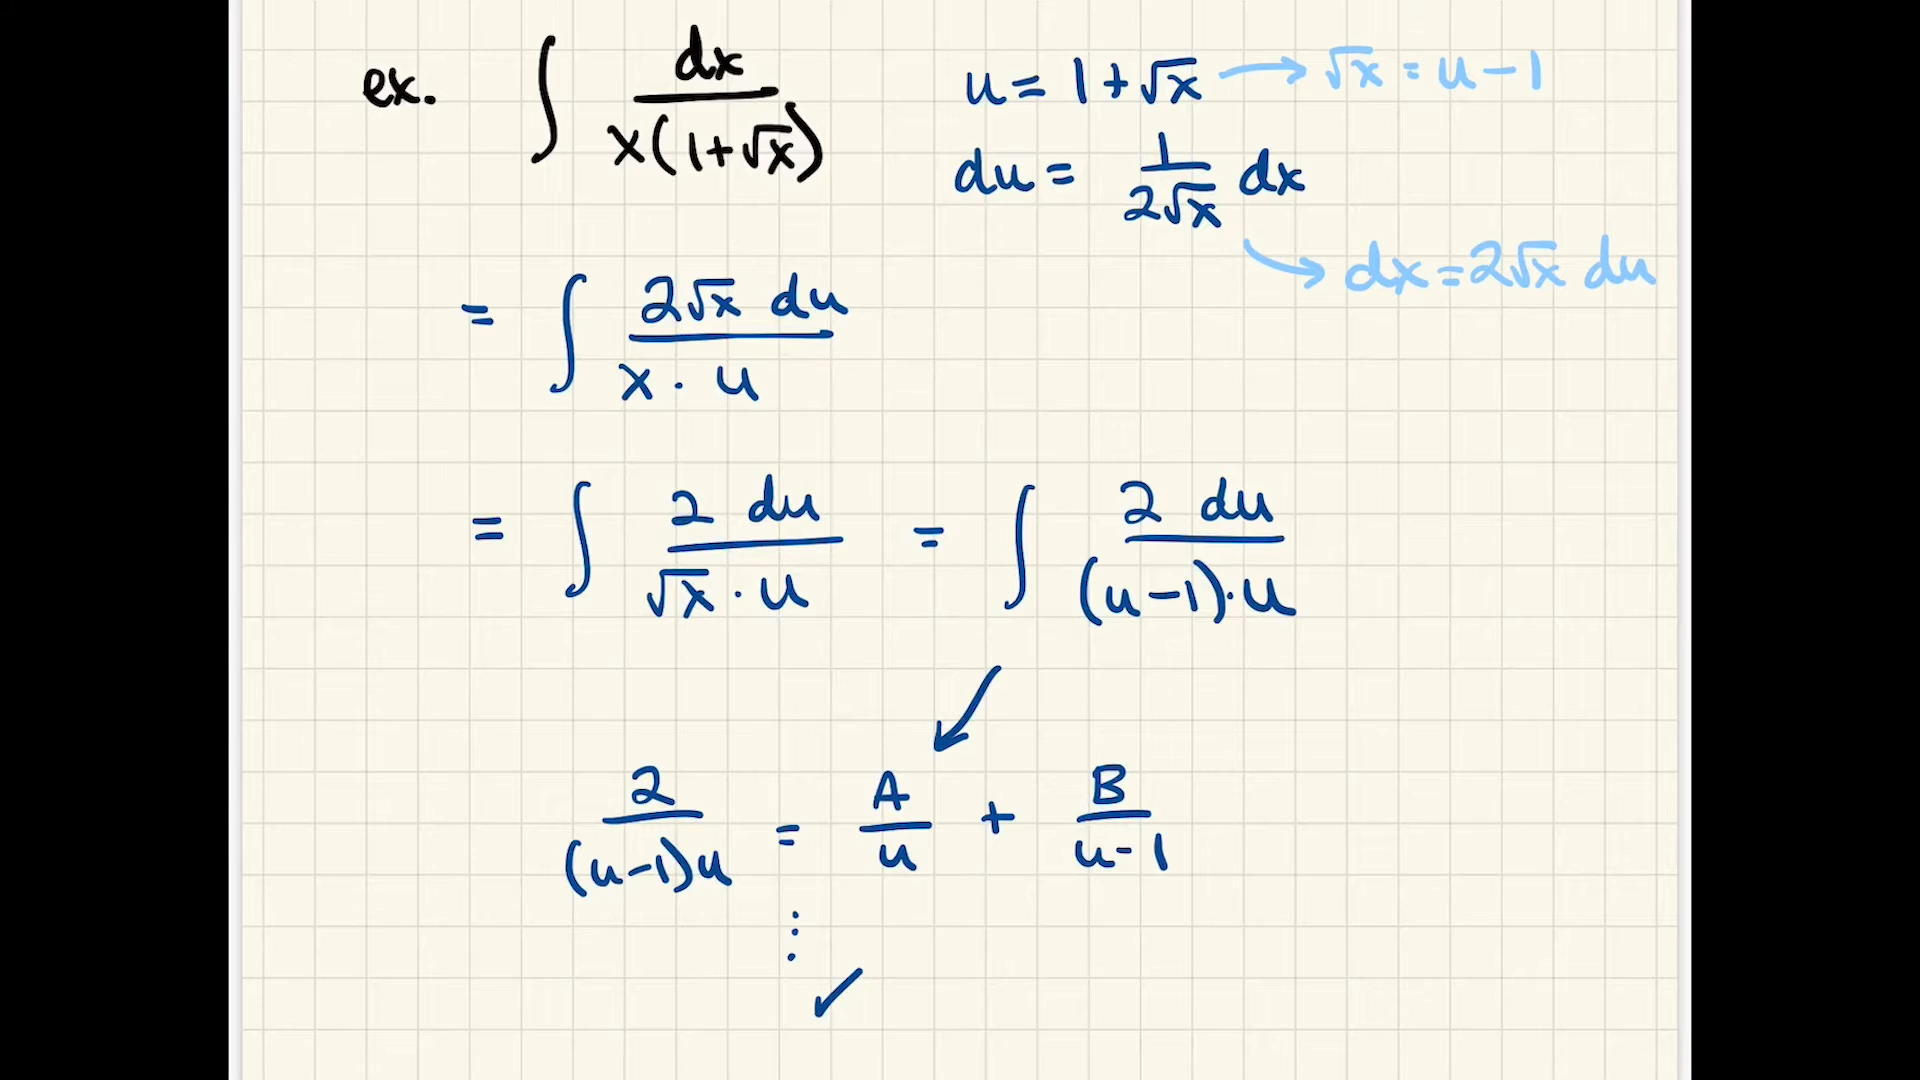 ex. ∫ dx / x(1+√x)
u = 1+√x → √x = u−1
du = 1/(2√x) dx
→ dx = 2√x du
= ∫ 2√x du / x · u
= ∫ 2 du / √x · u = ∫ 2 du / (u−1)·u
2 / (u−1)u = A/u + B/u−1
⋮
✓